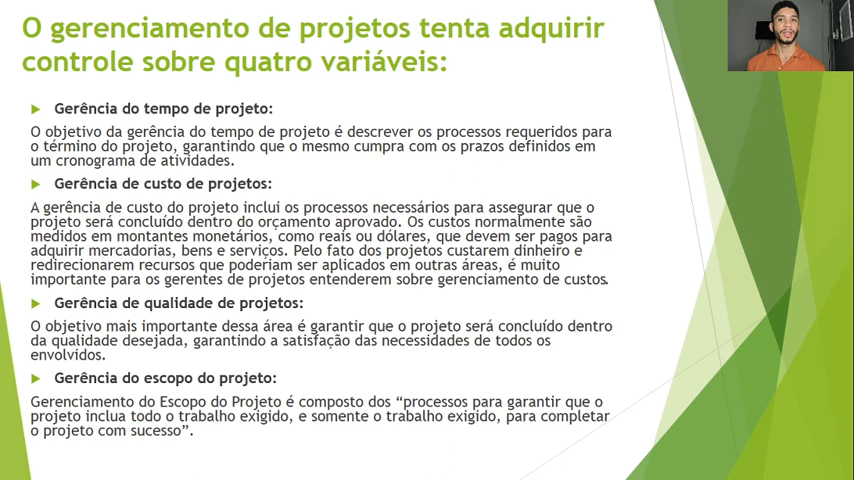 O gerenciamento de projetos tenta adquirir
controle sobre quatro variáveis:
Gerência do tempo de projeto:
O objetivo da gerência do tempo de projeto é descrever os processos requeridos para
o término do projeto, garantindo que o mesmo cumpra com os prazos definidos em
um cronograma de atividades.
Gerência de custo de projetos:
A gerência de custo do projeto inclui os processos necessários para assegurar que o
projeto será concluído dentro do orçamento aprovado. Os custos normalmente são
medidos em montantes monetários, como reais ou dólares, que devem ser pagos para
adquirir mercadorias, bens e serviços. Pelo fato dos projetos custarem dinheiro e
redirecionarem recursos que poderiam ser aplicados em outras áreas, é muito
importante para os gerentes de projetos entenderem sobre gerenciamento de custos.
Gerência de qualidade de projetos:
O objetivo mais importante dessa área é garantir que o projeto será concluído dentro
da qualidade desejada, garantindo a satisfação das necessidades de todos os
envolvidos.
Gerência do escopo do projeto:
Gerenciamento do Escopo do Projeto é composto dos “processos para garantir que o
projeto inclua todo o trabalho exigido, e somente o trabalho exigido, para completar
o projeto com sucesso”.